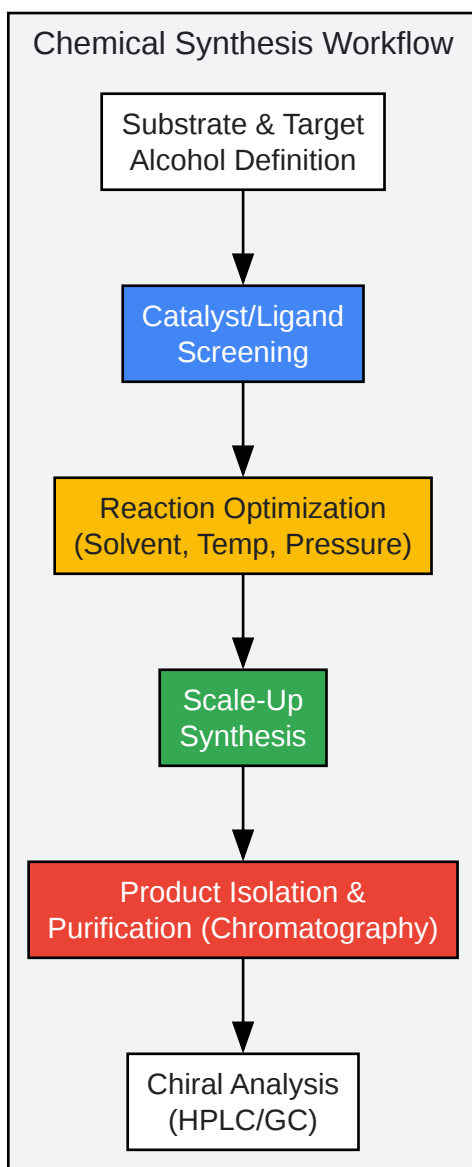 Chemical Synthesis Workflow
Substrate & Target
Alcohol Definition
Catalyst/Ligand
Screening
Reaction Optimization
(Solvent, Temp, Pressure)
Scale-Up
Synthesis
Product Isolation &
Purification (Chromatography)
Chiral Analysis
(HPLC/GC)